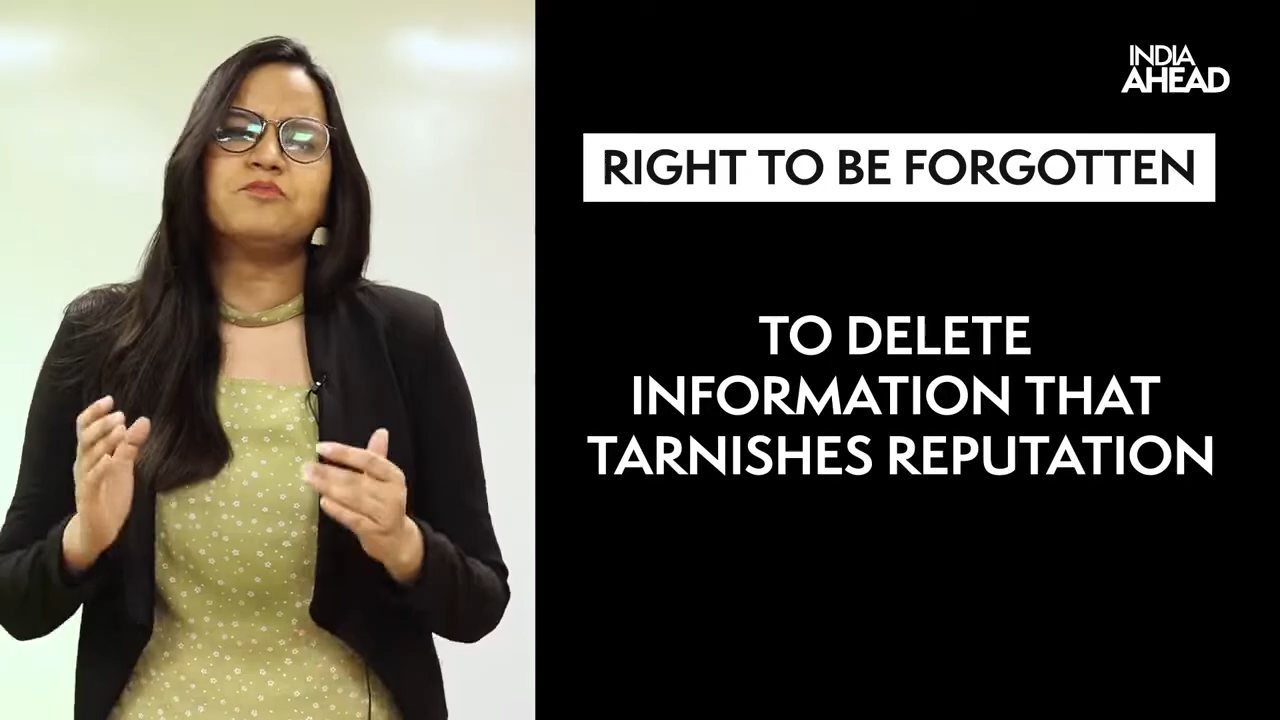 INDIA
AHEAD
RIGHT TO BE FORGOTTEN
TO DELETE
INFORMATION THAT
TARNISHES REPUTATION